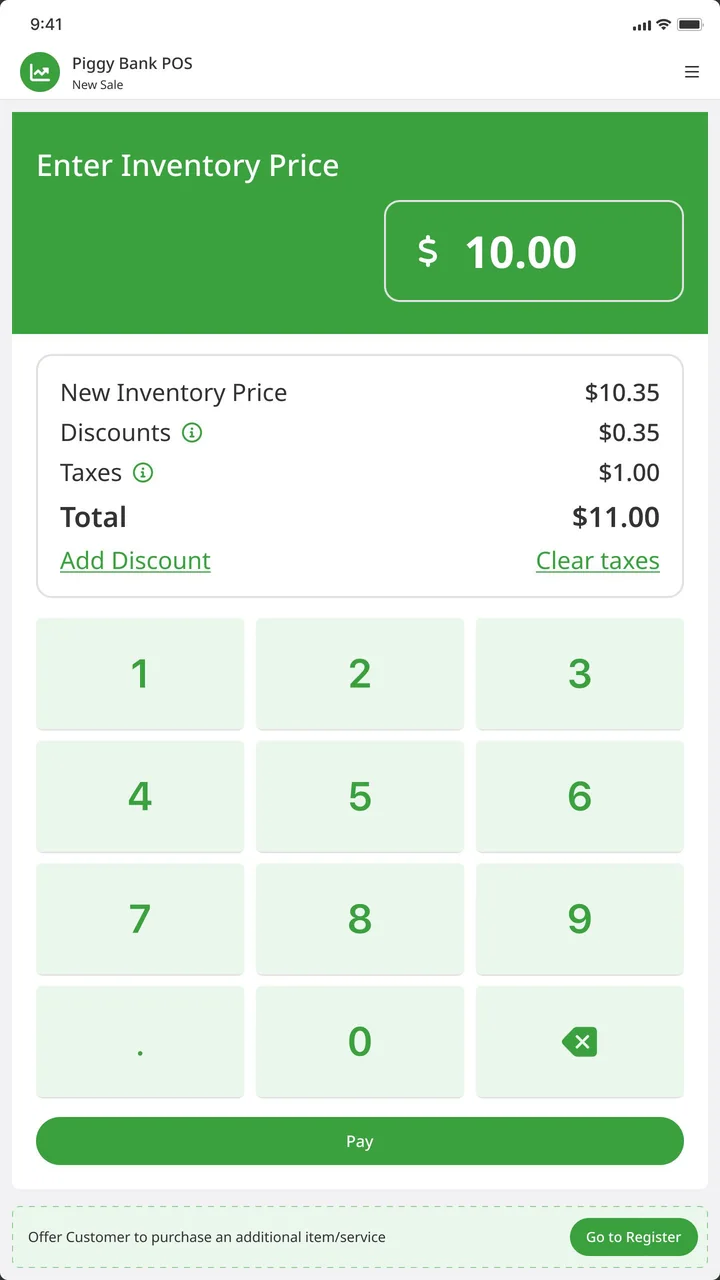 9:41
Piggy Bank POS
New Sale
Enter Inventory Price
$ 10.00
New Inventory Price $10.35
Discounts $0.35
Taxes $1.00
Total $11.00
Add Discount Clear taxes
1 2 3
4 5 6
7 8 9
. 0
Pay
Offer Customer to purchase an additional item/service Go to Register